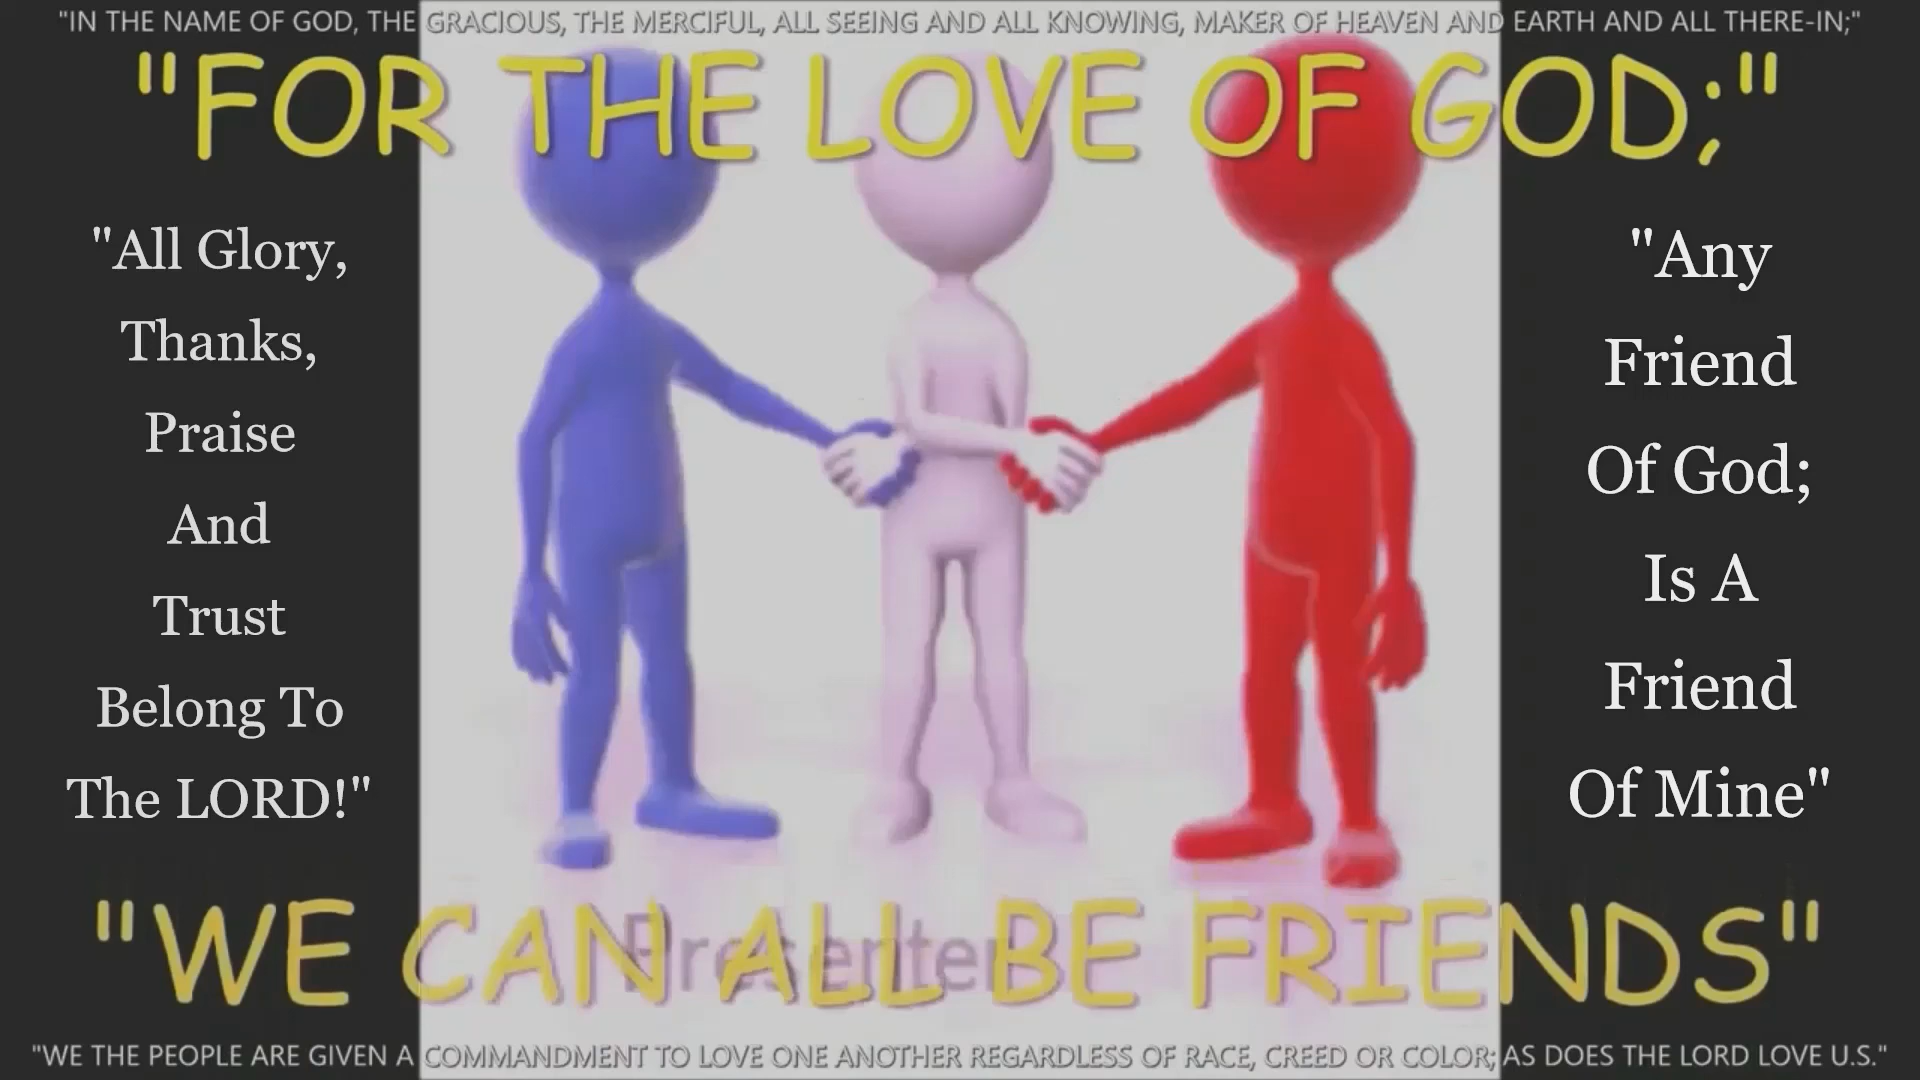 "IN THE NAME OF GOD, THE GRACIOUS, THE MERCIFUL, ALL SEEING AND ALL KNOWING, MAKER OF HEAVEN AND EARTH AND ALL THERE-IN;"
"FOR THE LOVE OF GOD;"
"All Glory,
Thanks,
Praise
And
Trust
Belong To
The LORD!"
"Any
Friend
Of God;
Is A
Friend
Of Mine"
"WE CAN ALL BE FRIENDS"
Presenter
"WE THE PEOPLE ARE GIVEN A COMMANDMENT TO LOVE ONE ANOTHER REGARDLESS OF RACE, CREED OR COLOR; AS DOES THE LORD LOVE U.S."